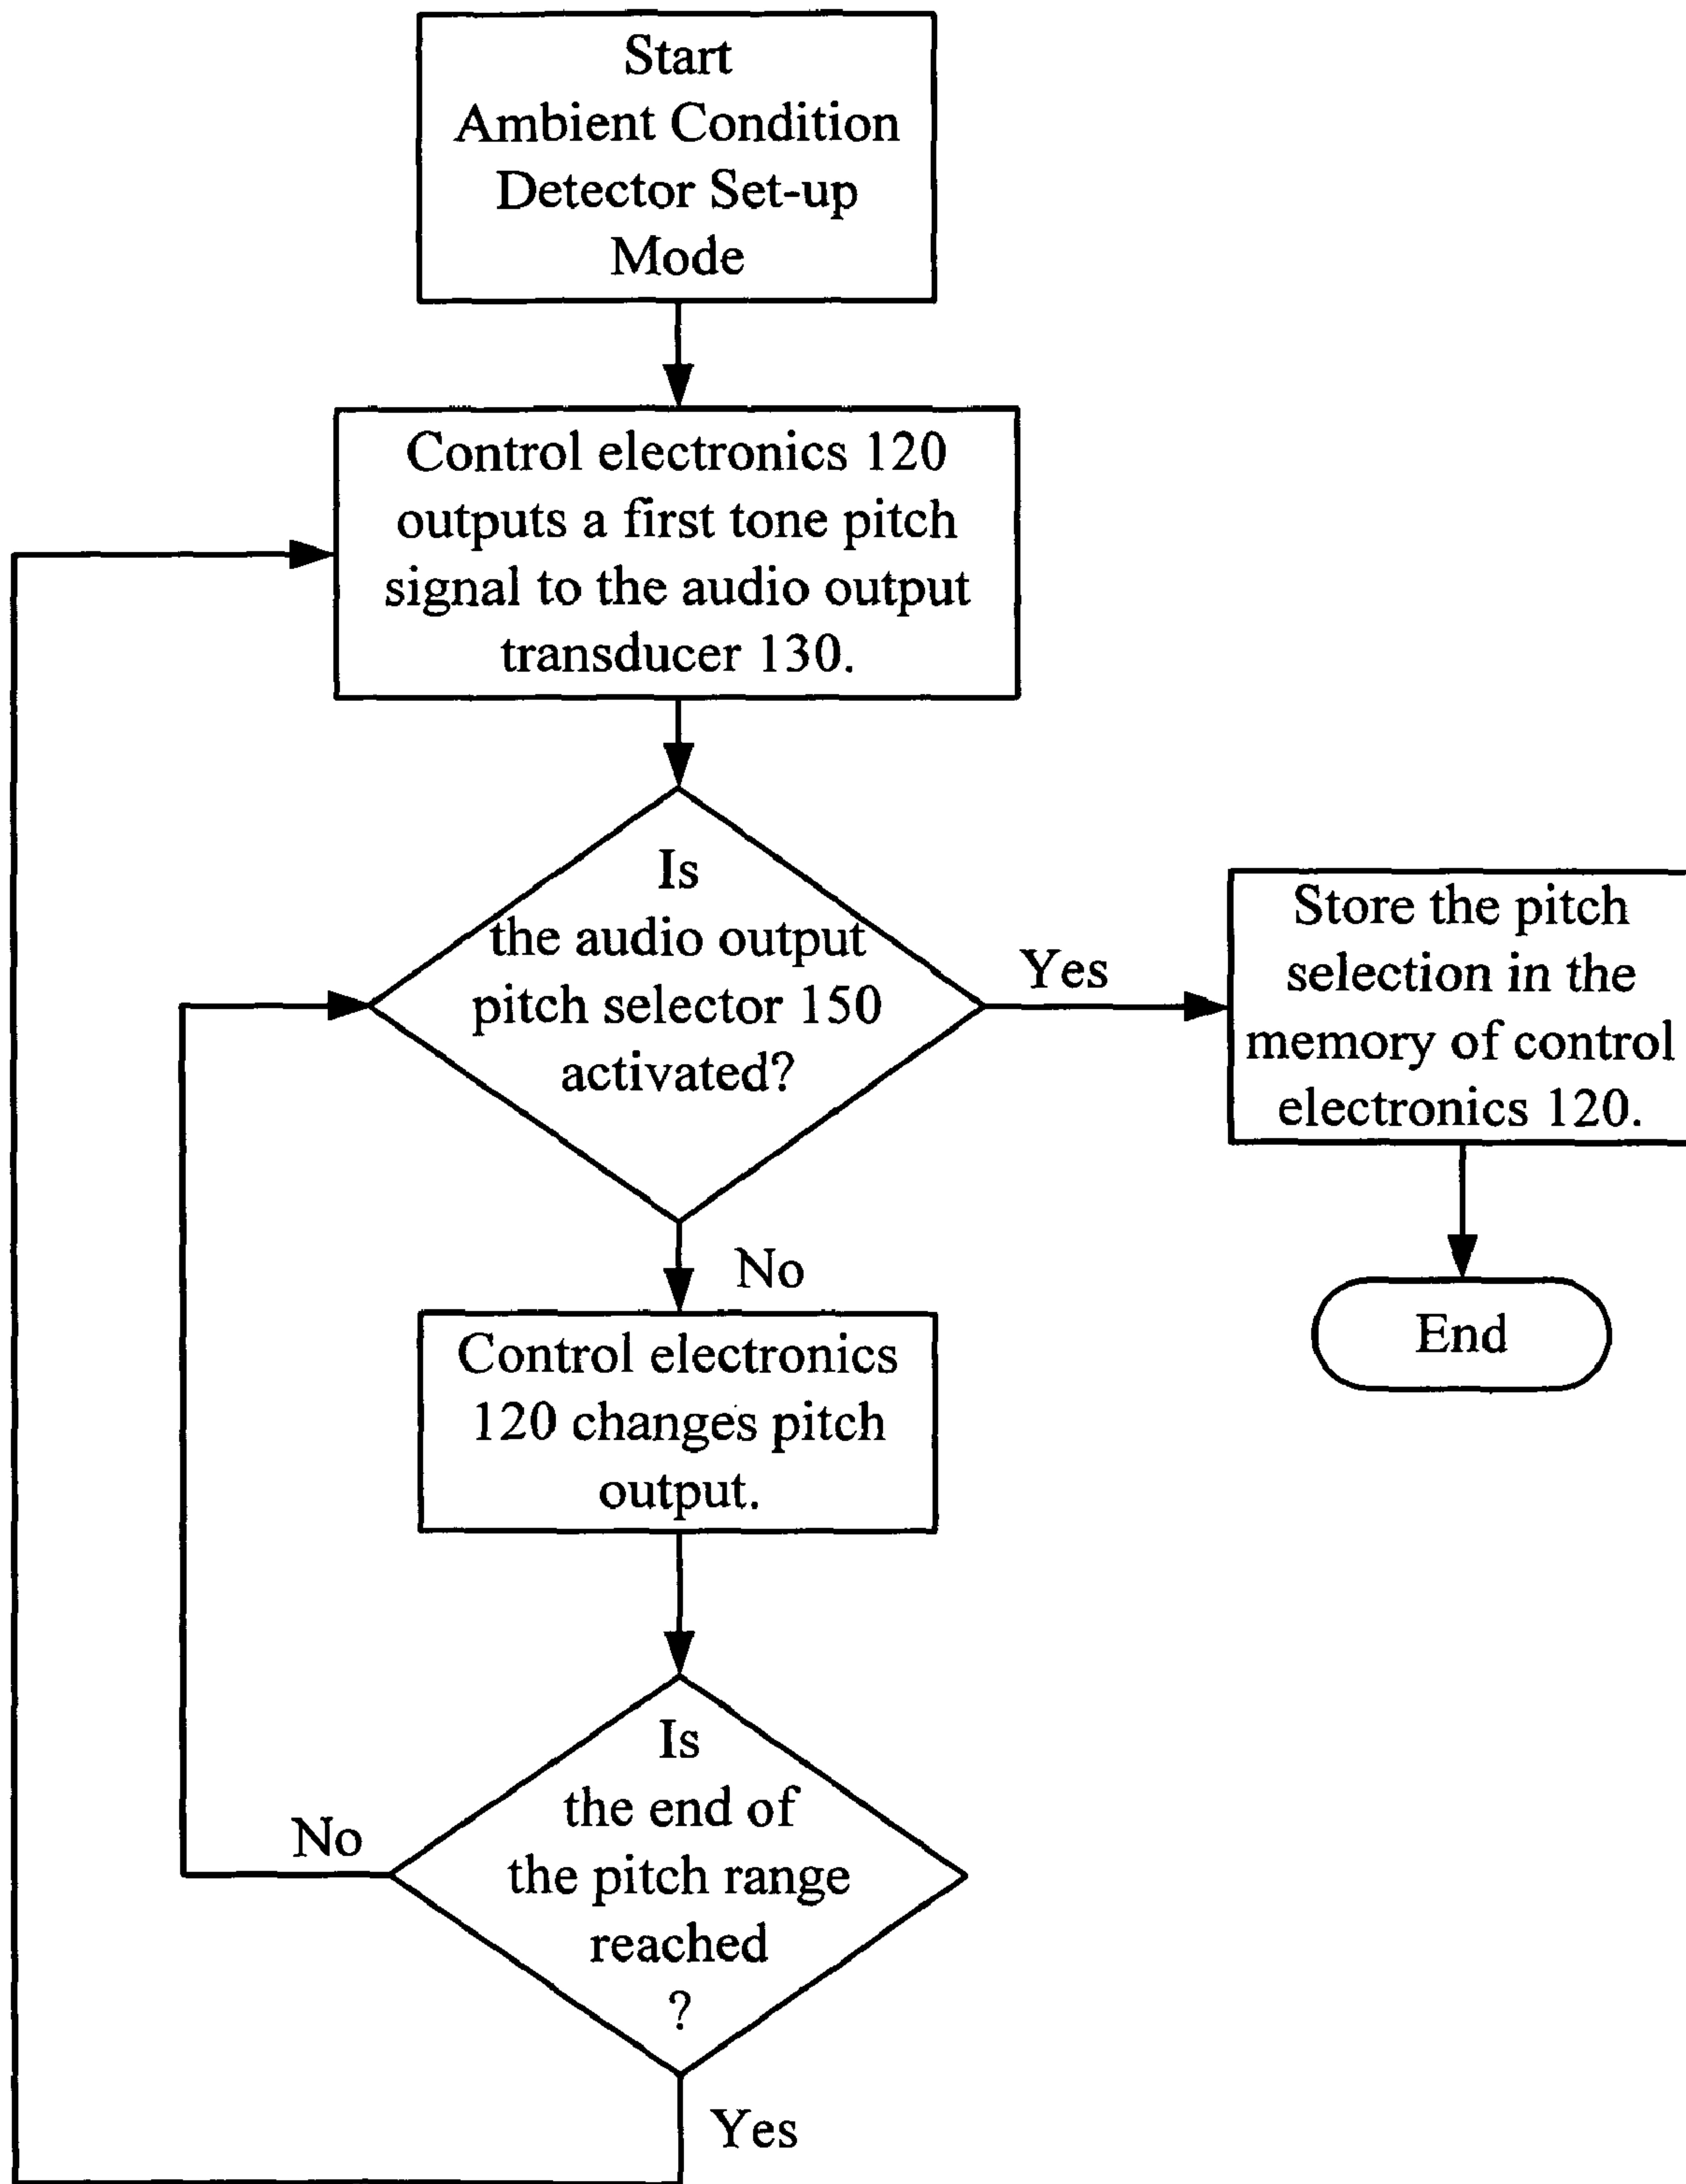 Start
Ambient Condition
Detector Set-up
Mode
Control electronics 120
outputs a first tone pitch
signal to the audio output
transducer 130.
Is
the audio output
pitch selector 150
activated?
Yes
Store the pitch
selection in the
memory of control
electronics 120.
End
No
Control electronics
120 changes pitch
output.
Is
the end of
the pitch range
reached
?
No
Yes